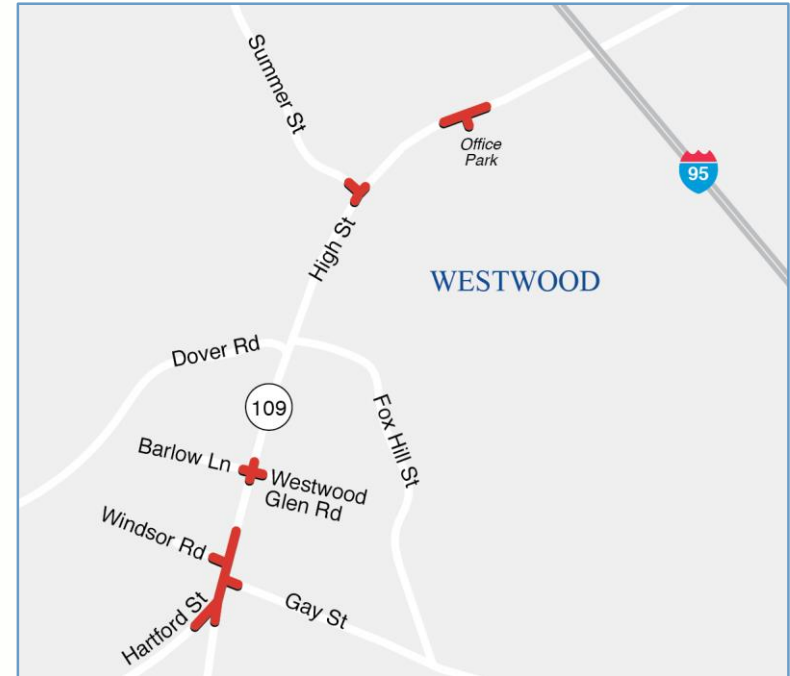 Summer St
Office
Park
95
High St
WESTWOOD
Dover Rd
109
Fox Hill St
Barlow Ln
Westwood
Glen Rd
Windsor Rd
Hartford St
Gay St